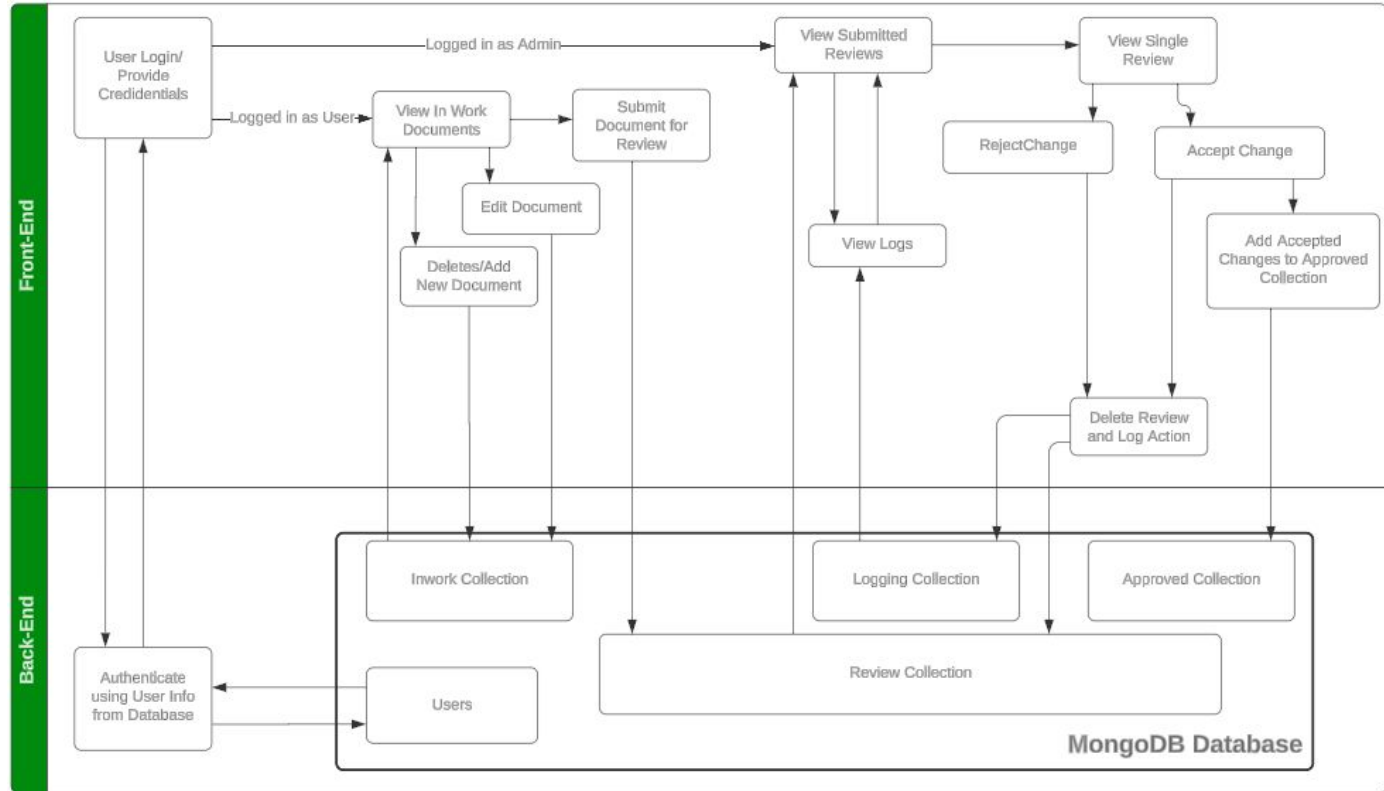 Front-End
User Login/
Provide
Credidentials
Logged in as Admin
View Submitted
Reviews
View Single
Review
Logged in as User
View In Work
Documents
Submit
Document for
Review
RejectChange
Accept Change
Edit Document
View Logs
Add Accepted
Changes to Approved
Collection
Deletes/Add
New Document
Delete Review
and Log Action
Back-End
Inwork Collection
Logging Collection
Approved Collection
Authenticate
using User Info
from Database
Users
Review Collection
MongoDB Database